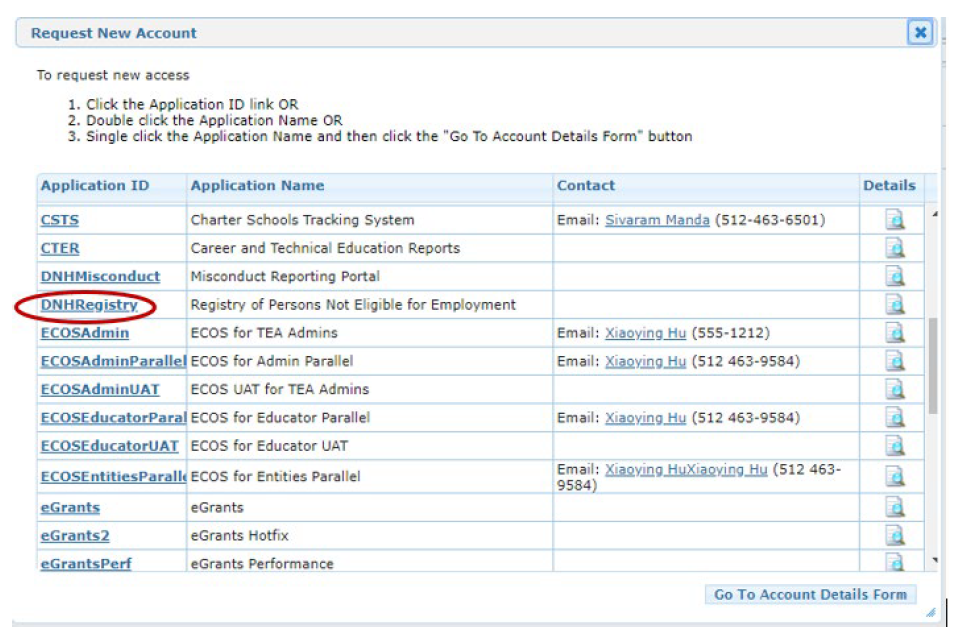 Request New Account
To request new access
1. Click the Application ID link OR
2. Double click the Application Name OR
3. Single click the Application Name and then click the "Go To Account Details Form" button
Application ID Application Name Contact Details
CSTS Charter Schools Tracking System Email: Sivaram Manda (512-463-6501)
CTER Career and Technical Education Reports
DNHMisconduct Misconduct Reporting Portal
DNHRegistry Registry of Persons Not Eligible for Employment
ECOSAdmin ECOS for TEA Admins Email: Xiaoying Hu (555-1212)
ECOSAdminParallel ECOS for Admin Parallel Email: Xiaoying Hu (512 463-9584)
ECOSAdminUAT ECOS UAT for TEA Admins
ECOSEducatorParal ECOS for Educator Parallel Email: Xiaoying Hu (512 463-9584)
ECOSEducatorUAT ECOS for Educator UAT
ECOSEntitiesParalle ECOS for Entities Parallel Email: Xiaoying HuXiaoying Hu (512 463-
9584)
eGrants eGrants
eGrants2 eGrants Hotfix
eGrantsPerf eGrants Performance
Go To Account Details Form